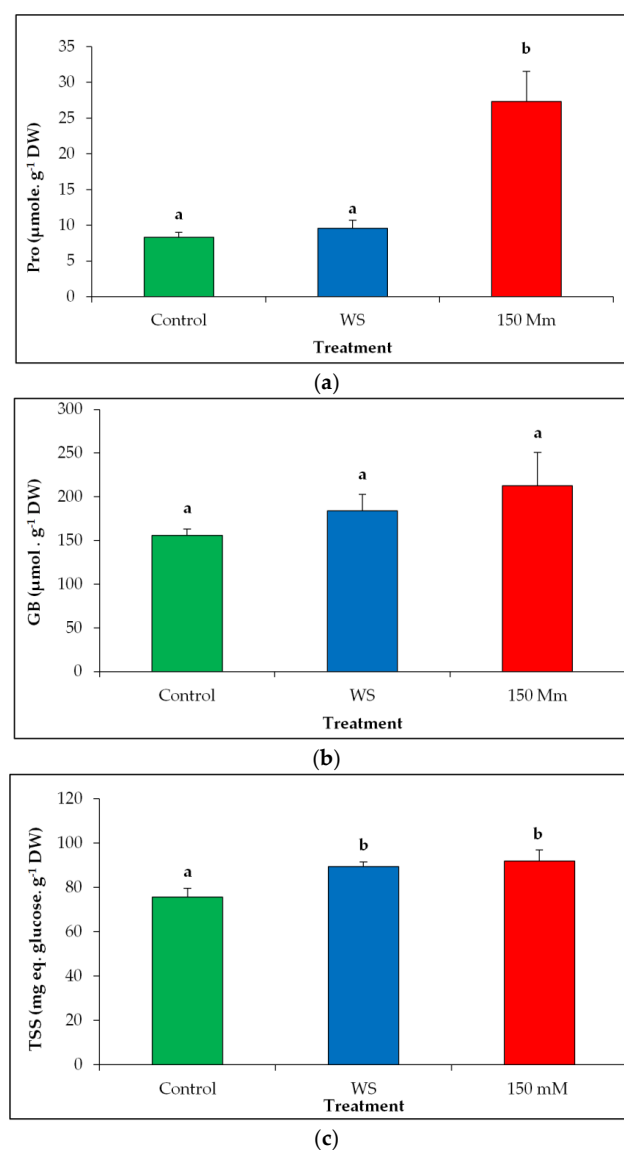 35
30
25
20
15
10
5
0
Pro (µmole. g-1 DW)
a
a
b
Control WS 150 Mm
Treatment
(a)
300
250
200
150
100
50
0
GB (µmol . g-1 DW)
a
a
a
Control WS 150 Mm
Treatment
(b)
120
100
80
60
40
20
0
TSS (mg eq. glucose. g-1 DW)
a
b
b
Control WS 150 mM
Treatment
(c)